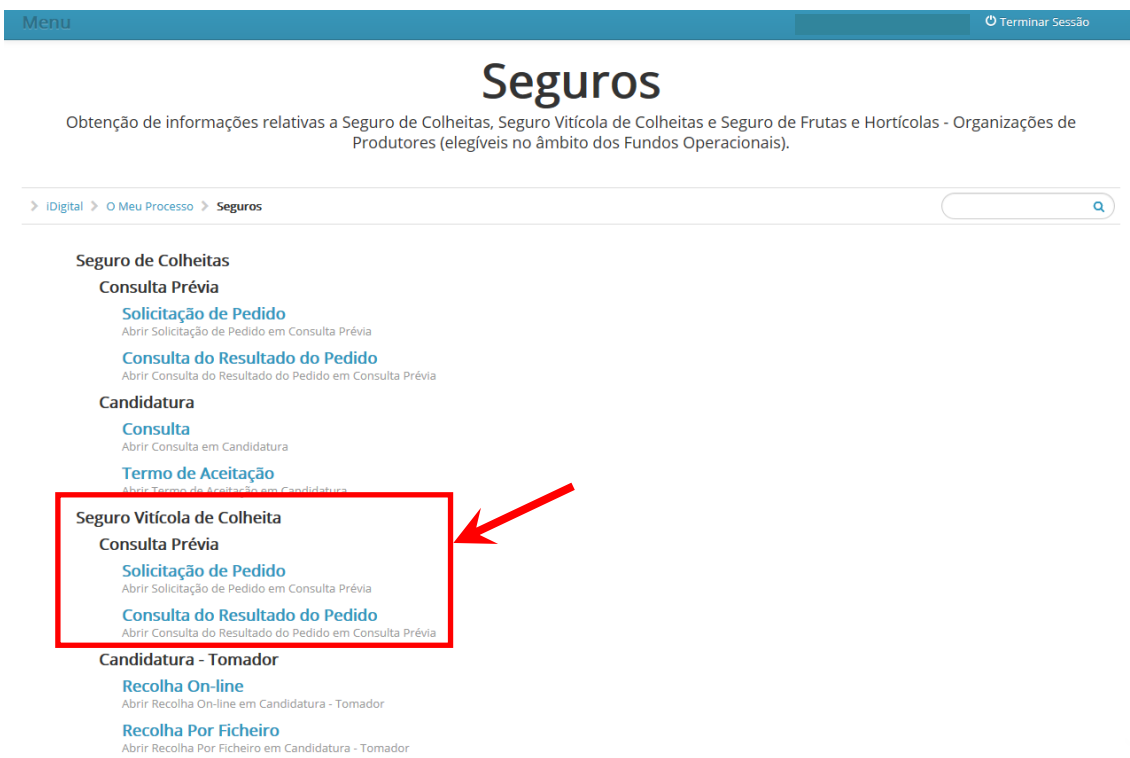 Menu
Terminar Sessão
Seguros
Obtenção de informações relativas a Seguro de Colheitas, Seguro Vitícola de Colheitas e Seguro de Frutas e Hortícolas - Organizações de
Produtores (elegíveis no âmbito dos Fundos Operacionais).
iDigital O Meu Processo Seguros
Seguro de Colheitas
Consulta Prévia
Solicitação de Pedido
Abrir Solicitação de Pedido em Consulta Prévia
Consulta do Resultado do Pedido
Abrir Consulta do Resultado do Pedido em Consulta Prévia
Candidatura
Consulta
Abrir Consulta em Candidatura
Termo de Aceitação
Abrir Termo de Aceitação em Candidatura
Seguro Vitícola de Colheita
Consulta Prévia
Solicitação de Pedido
Abrir Solicitação de Pedido em Consulta Prévia
Consulta do Resultado do Pedido
Abrir Consulta do Resultado do Pedido em Consulta Prévia
Candidatura - Tomador
Recolha On-line
Abrir Recolha On-line em Candidatura - Tomador
Recolha Por Ficheiro
Abrir Recolha Por Ficheiro em Candidatura - Tomador